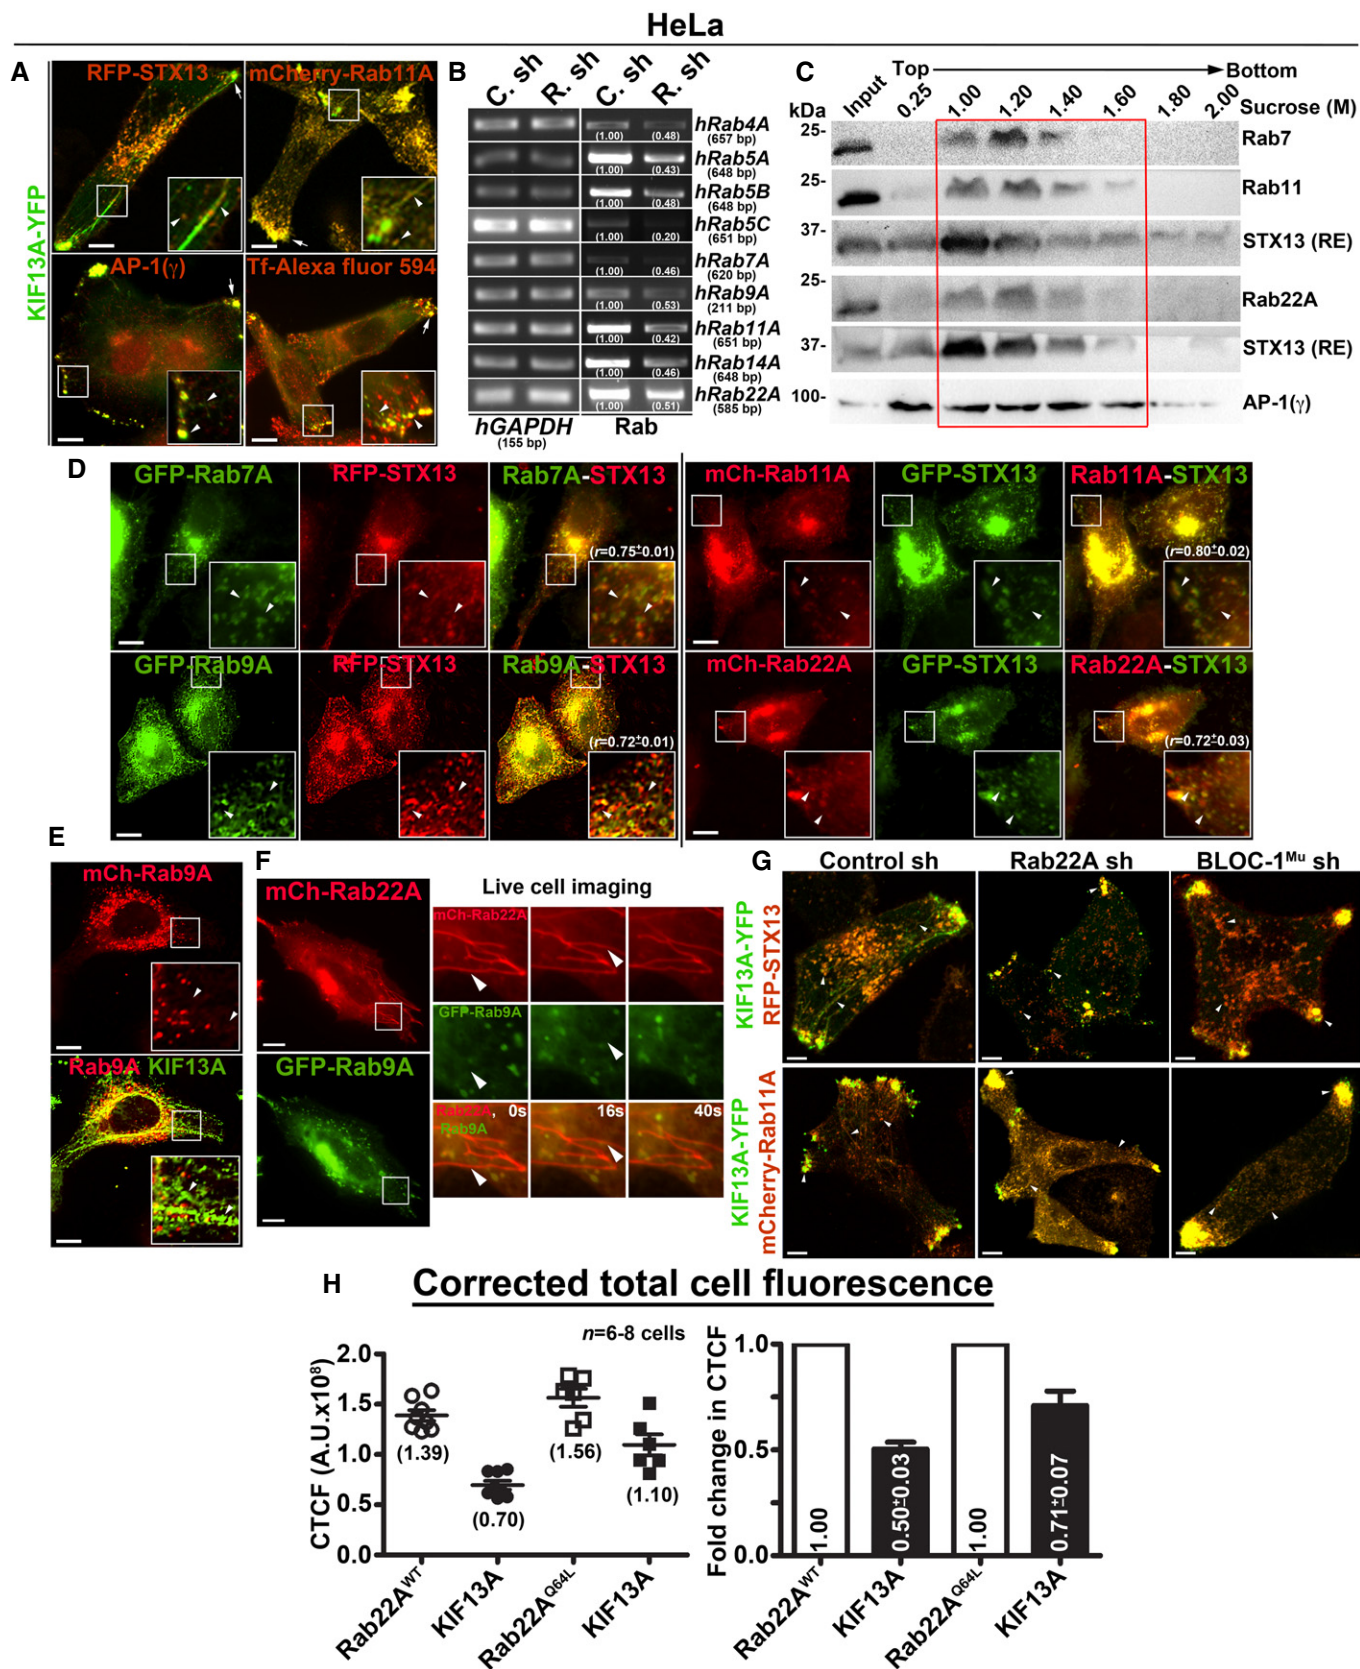 HeLa
A
KIF13A-YFP
RFP-STX13
mCherry-Rab11A
AP-1(γ)
Tf-Alexa fluor 594
B
C. sh
R. sh
C. sh
R. sh
hRab4A
(657 bp)
(1.00)
(0.48)
hRab5A
(648 bp)
(1.00)
(0.43)
hRab5B
(648 bp)
(1.00)
(0.48)
hRab5C
(651 bp)
(1.00)
(0.20)
hRab7A
(620 bp)
(1.00)
(0.46)
hRab9A
(211 bp)
(1.00)
(0.53)
hRab11A
(651 bp)
(1.00)
(0.42)
hRab14A
(648 bp)
(1.00)
(0.46)
hRab22A
(585 bp)
(1.00)
(0.51)
hGAPDH
(155 bp)
Rab
C
Top
Bottom
kDa
Input
0.25
1.00
1.20
1.40
1.60
1.80
2.00
Sucrose (M)
25-
Rab7
25-
Rab11
37-
STX13 (RE)
25-
Rab22A
37-
STX13 (RE)
100-
AP-1(γ)
D
GFP-Rab7A
RFP-STX13
Rab7A-STX13
(r=0.75±0.01)
mCh-Rab11A
GFP-STX13
Rab11A-STX13
(r=0.80±0.02)
GFP-Rab9A
RFP-STX13
Rab9A-STX13
(r=0.72±0.01)
mCh-Rab22A
GFP-STX13
Rab22A-STX13
(r=0.72±0.03)
E
mCh-Rab9A
Rab9A KIF13A
F
mCh-Rab22A
GFP-Rab9A
Live cell imaging
mCh-Rab22A
GFP-Rab9A
Rab22A,
Rab9A
0s
16s
40s
G
Control sh
Rab22A sh
BLOC-1Mu sh
KIF13A-YFP
RFP-STX13
KIF13A-YFP
mCherry-Rab11A
H
Corrected total cell fluorescence
n=6-8 cells
CTCF (A.U.x10⁸)
2.0
1.5
1.0
0.5
0.0
(1.39)
(0.70)
(1.56)
(1.10)
Rab22AWT
KIF13A
Rab22AQ64L
KIF13A
Fold change in CTCF
1.0
0.5
0.0
1.00
0.50±0.03
1.00
0.71±0.07
Rab22AWT
KIF13A
Rab22AQ64L
KIF13A